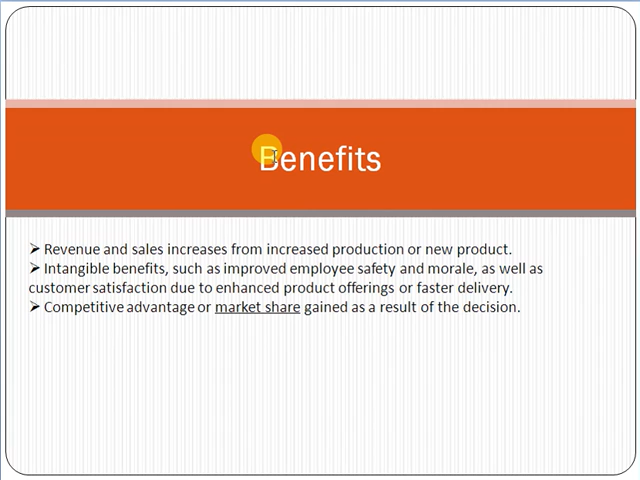 Benefits
➢ Revenue and sales increases from increased production or new product.
➢ Intangible benefits, such as improved employee safety and morale, as well as
customer satisfaction due to enhanced product offerings or faster delivery.
➢ Competitive advantage or market share gained as a result of the decision.